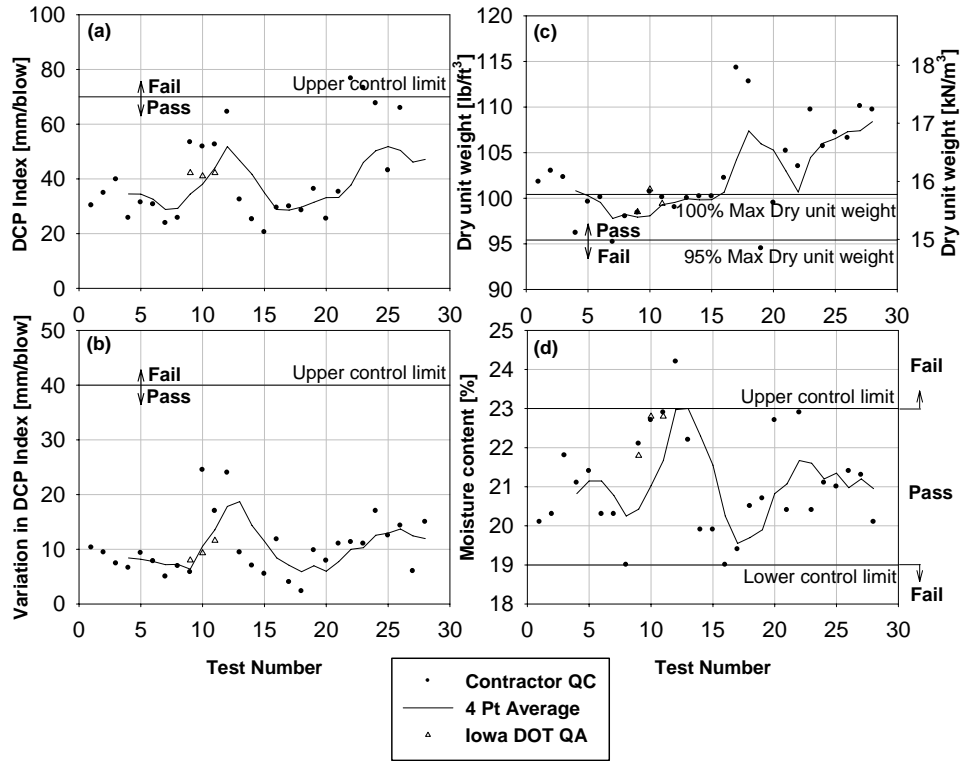 (a)
DCP Index [mm/blow]
100
80
60
40
20
0
Fail
Pass
Upper control limit
0 5 10 15 20 25 30
(c)
Dry unit weight [lb/ft³]
120
115
110
105
100
95
90
100% Max Dry unit weight
Pass
Fail
95% Max Dry unit weight
0 5 10 15 20 25 30
18
17
16
15
Dry unit weight [kN/m³]
(b)
Variation in DCP Index [mm/blow]
50
40
30
20
10
0
Fail
Pass
Upper control limit
0 5 10 15 20 25 30
Test Number
(d)
Moisture content [%]
25
24
23
22
21
20
19
18
Upper control limit
Lower control limit
Fail
Pass
Fail
0 5 10 15 20 25 30
Test Number
Contractor QC
4 Pt Average
Iowa DOT QA